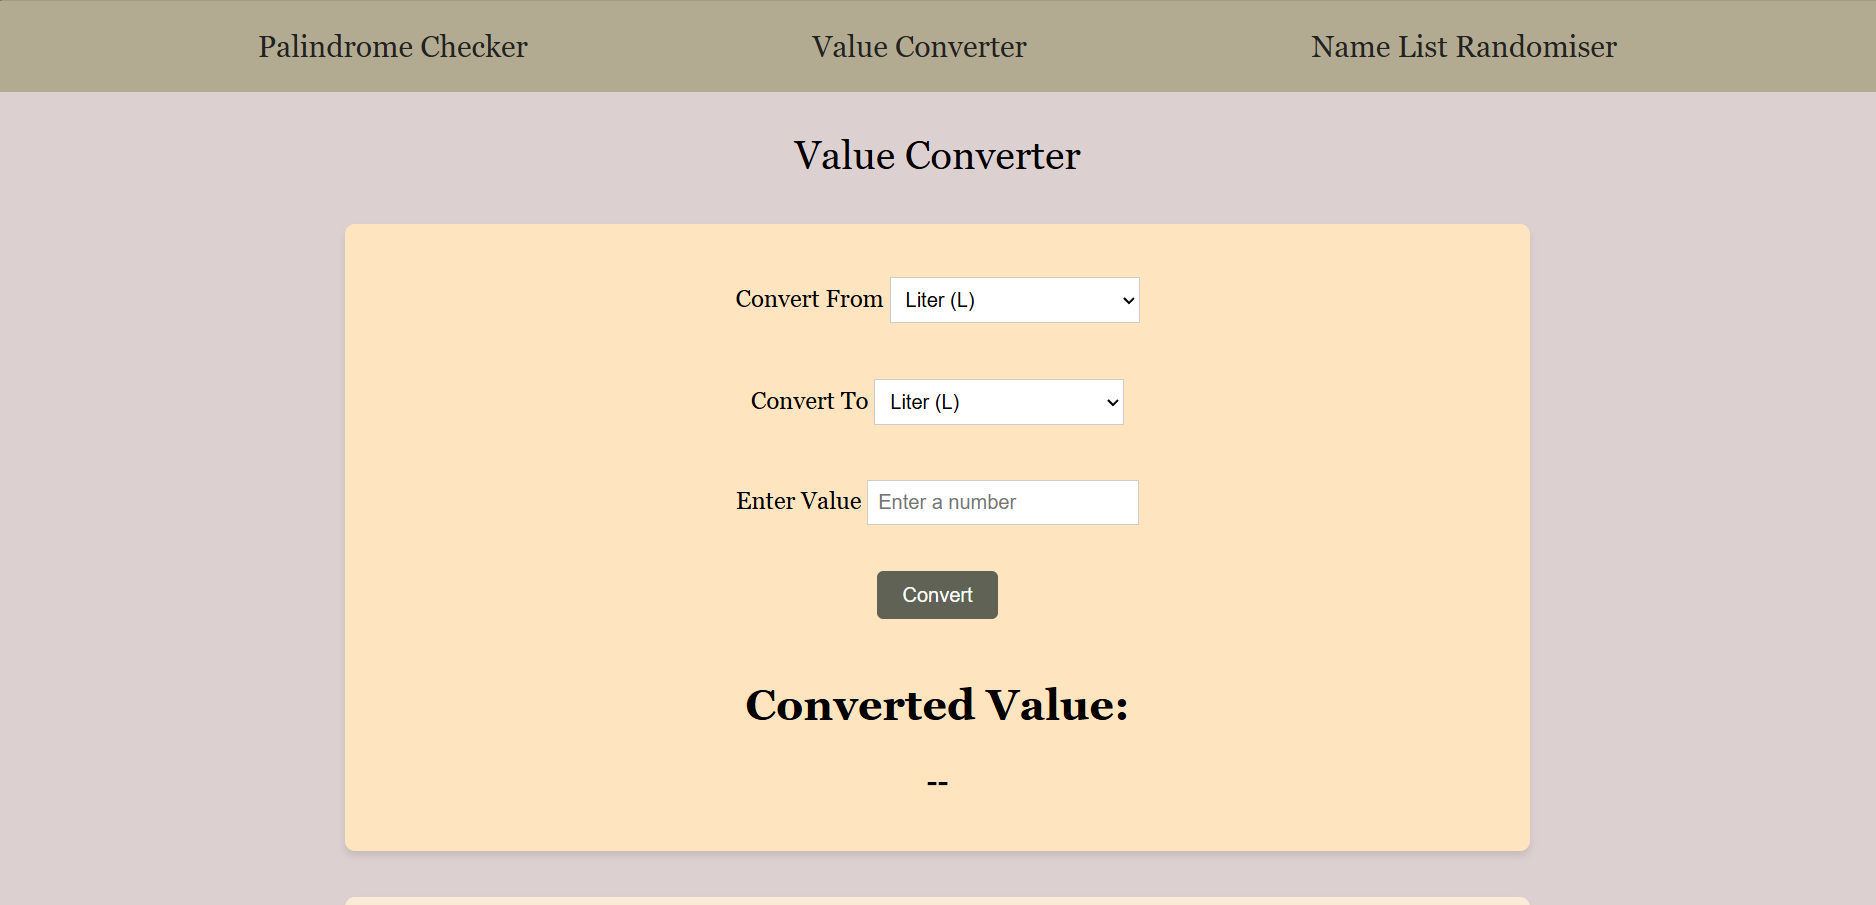 Palindrome Checker Value Converter Name List Randomiser
Value Converter
Convert From Liter (L)
Convert To Liter (L)
Enter Value Enter a number
Convert
Converted Value:
--